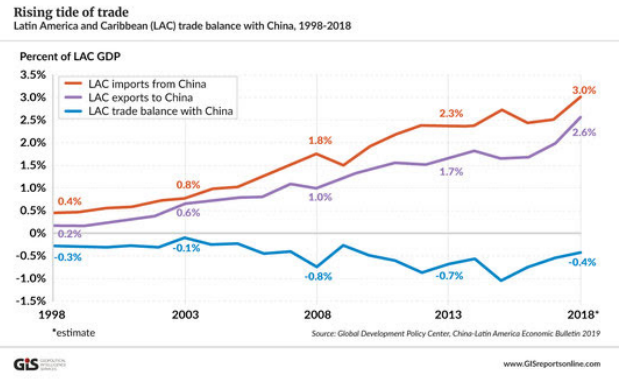 Rising tide of trade
Latin America and Caribbean (LAC) trade balance with China, 1998-2018
Percent of LAC GDP
3.5%
3.0%
2.5%
2.0%
1.5%
1.0%
0.5%
0%
-0.5%
-1.0%
-1.5%
LAC imports from China
LAC exports to China
LAC trade balance with China
0.4%
0.8%
1.8%
2.3%
3.0%
0.2%
0.6%
1.0%
1.7%
2.6%
-0.3%
-0.1%
-0.8%
-0.7%
-0.4%
1998 2003 2008 2013 2018*
*estimate
Source: Global Development Policy Center, China-Latin America Economic Bulletin 2019
GIS GEOPOLITICAL
INTELLIGENCE
SERVICES
www.GISreportsonline.com